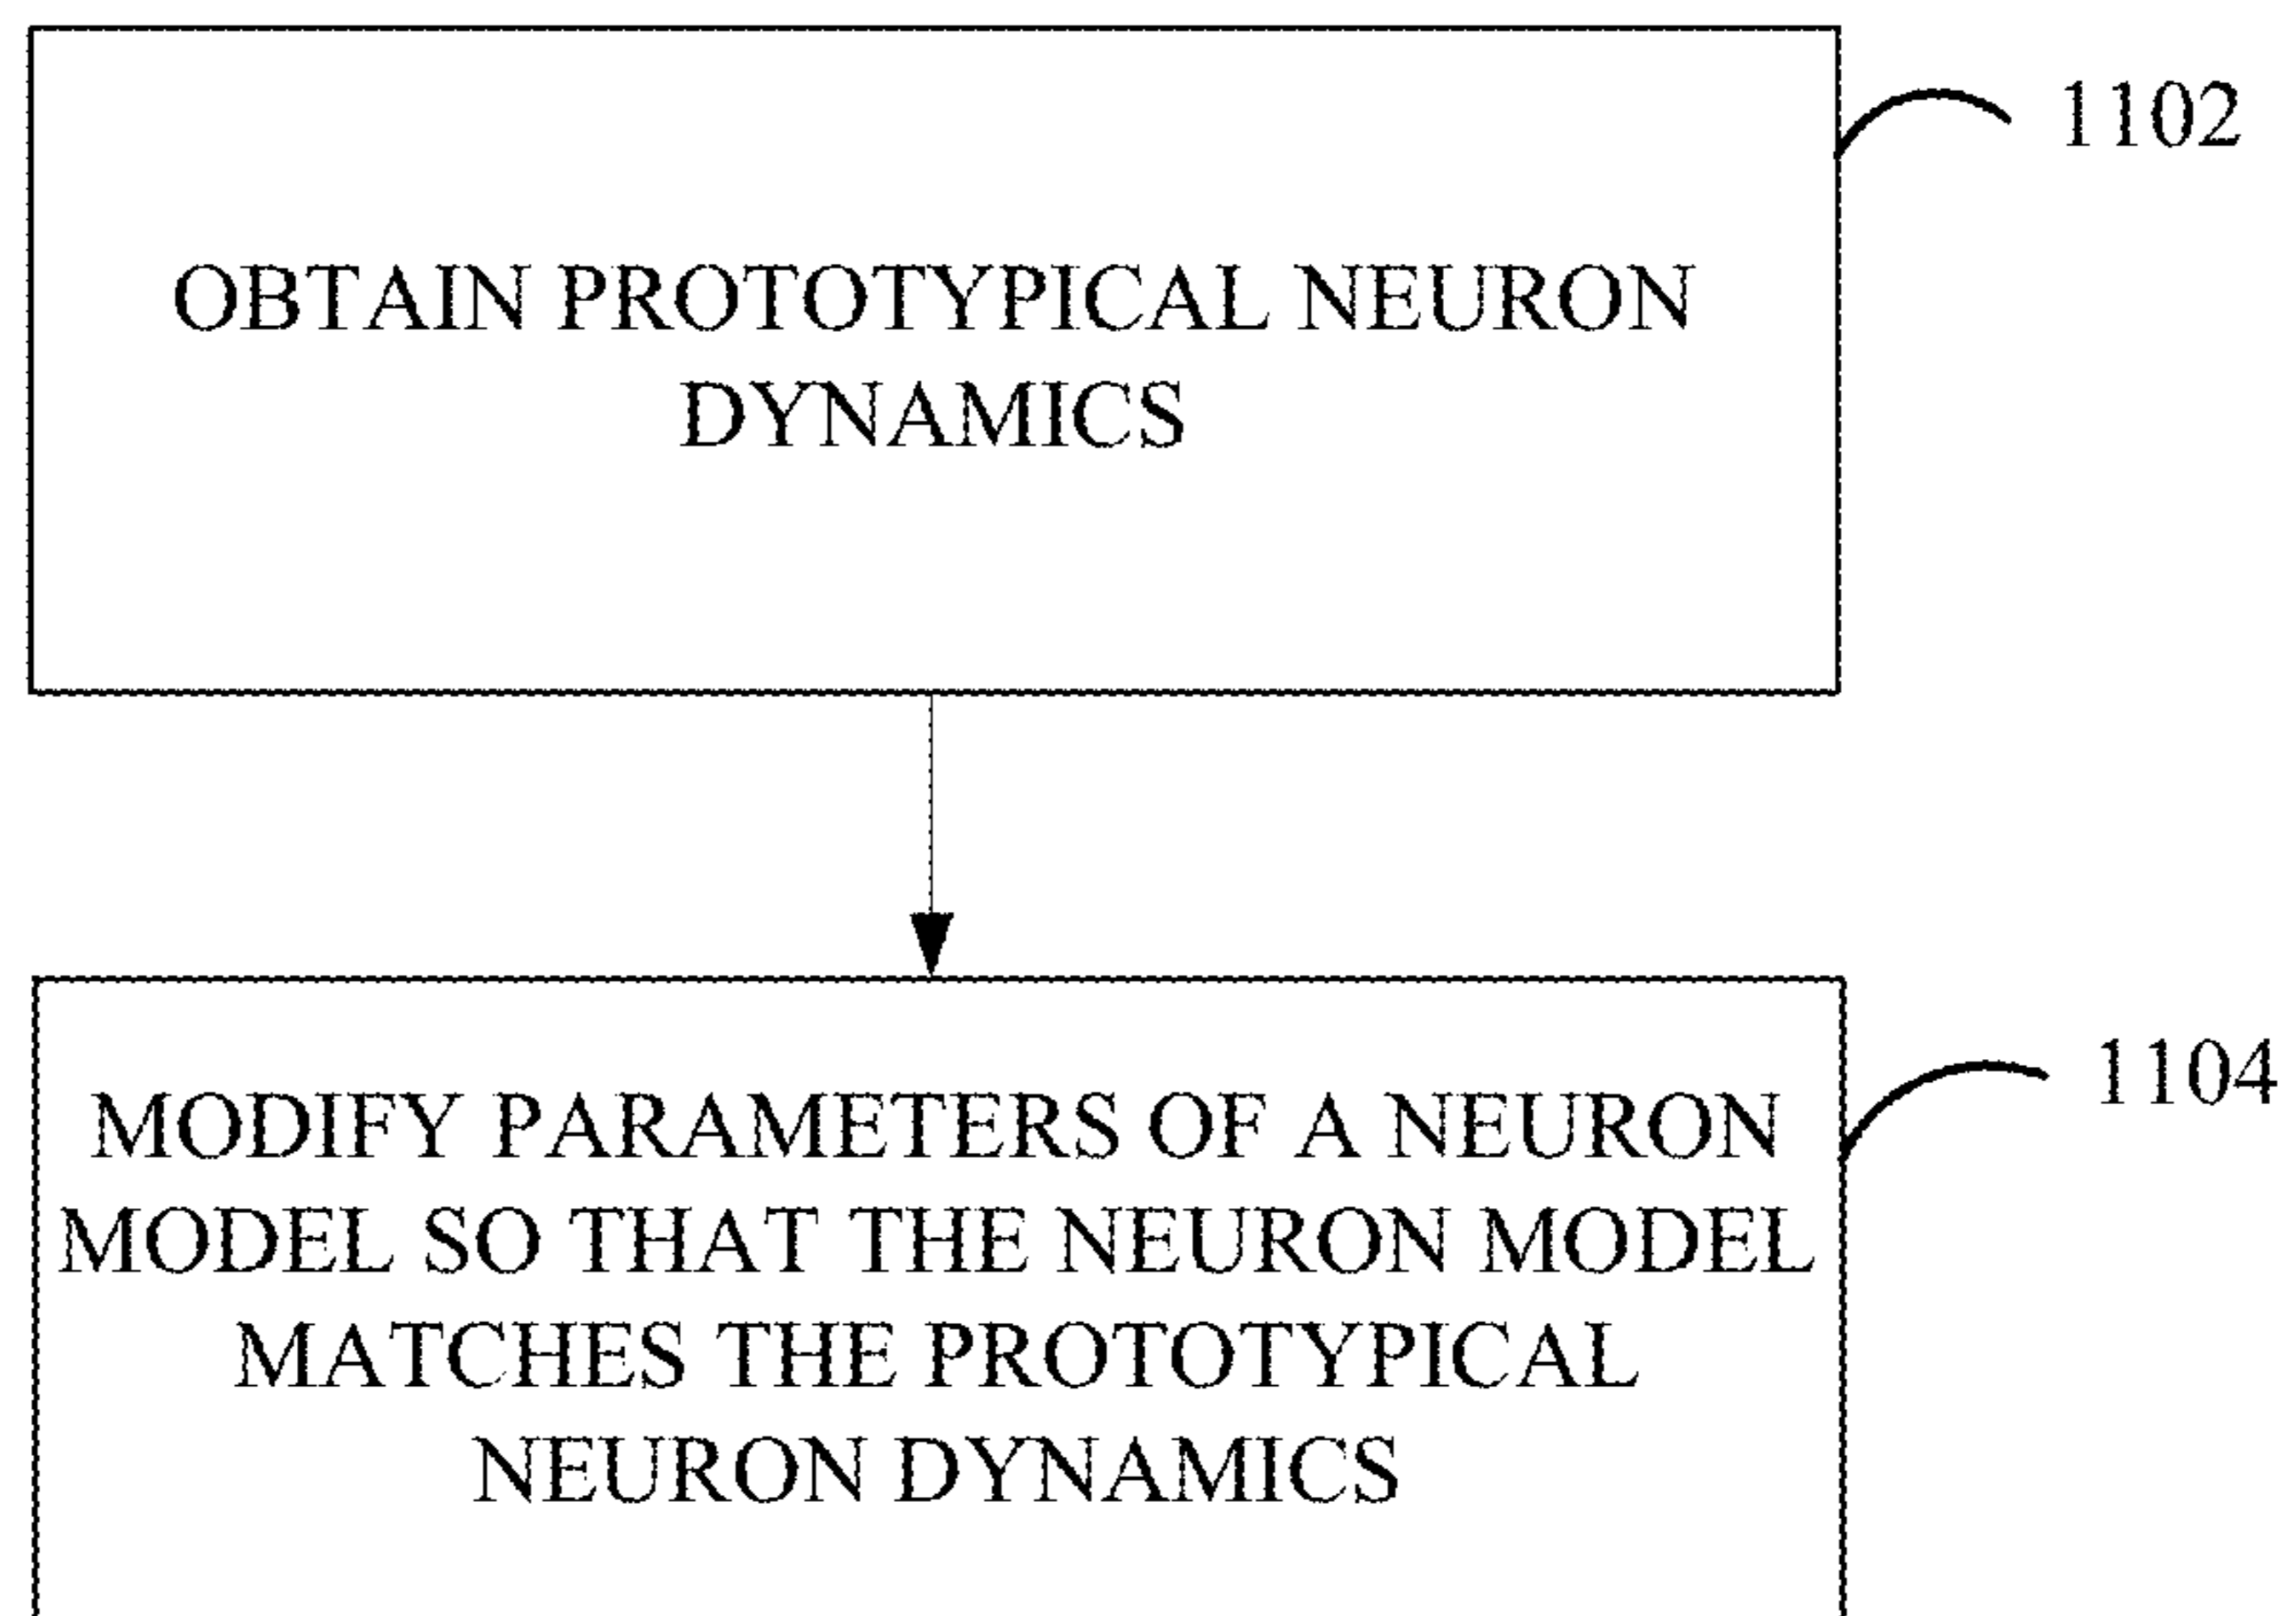 1102
OBTAIN PROTOTYPICAL NEURON
DYNAMICS
1104
MODIFY PARAMETERS OF A NEURON
MODEL SO THAT THE NEURON MODEL
MATCHES THE PROTOTYPICAL
NEURON DYNAMICS